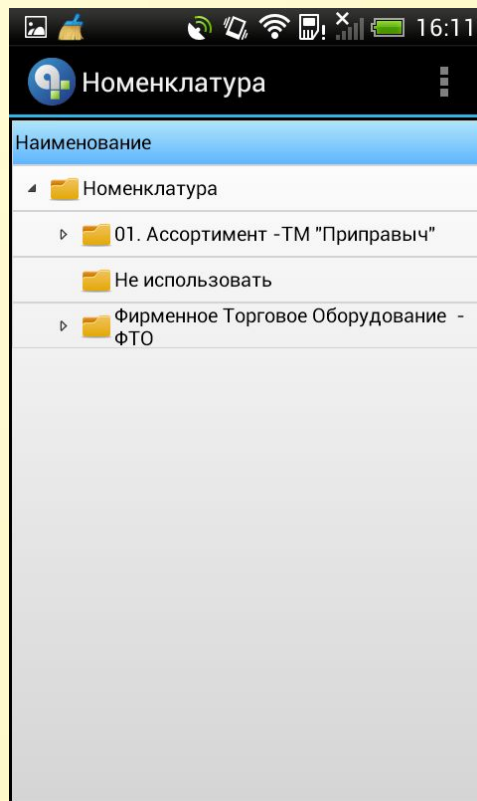 16:11
Номенклатура
Наименование
Номенклатура
01. Ассортимент -ТМ "Приправыч"
Не использовать
Фирменное Торговое Оборудование -
ФТО